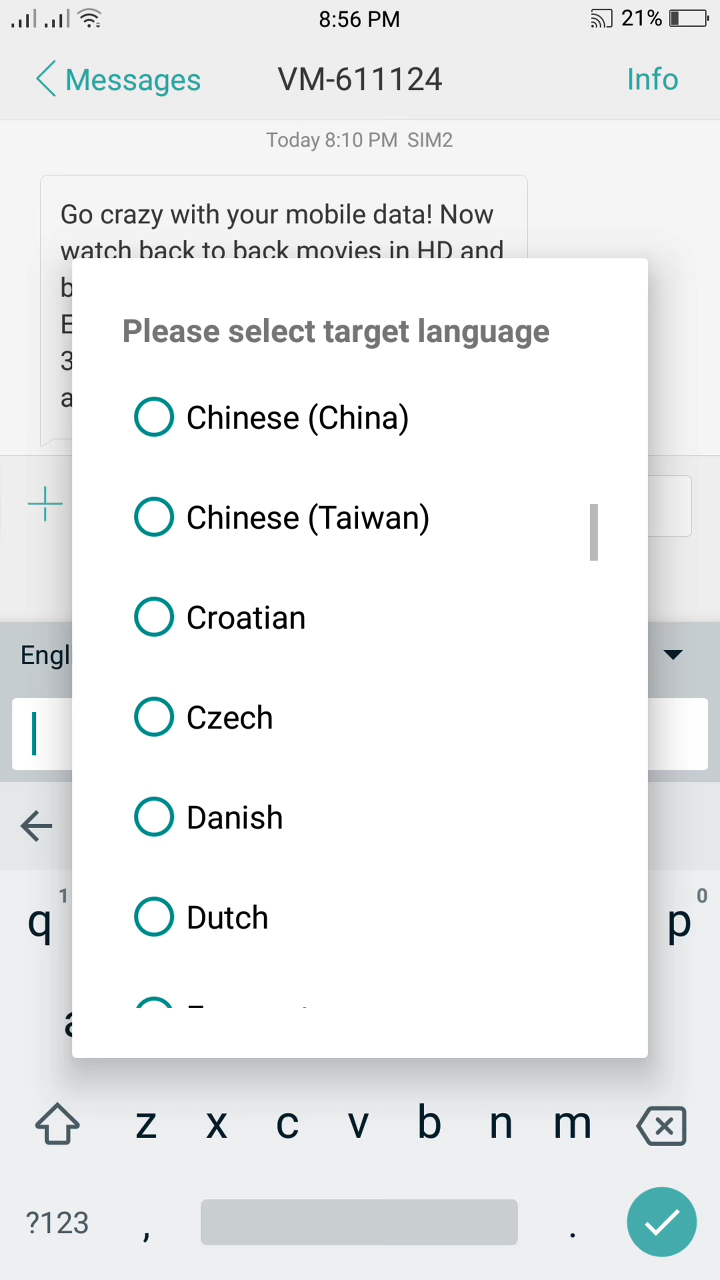 8:56 PM
21%
Messages
VM-611124
Info
Today 8:10 PM SIM2
Go crazy with your mobile data! Now
watch back to back movies in HD and
b
E
3
a
Please select target language
Chinese (China)
Chinese (Taiwan)
Croatian
Czech
Danish
Dutch
Engli
1
0
q
p
z x c v b n m
?123 , .